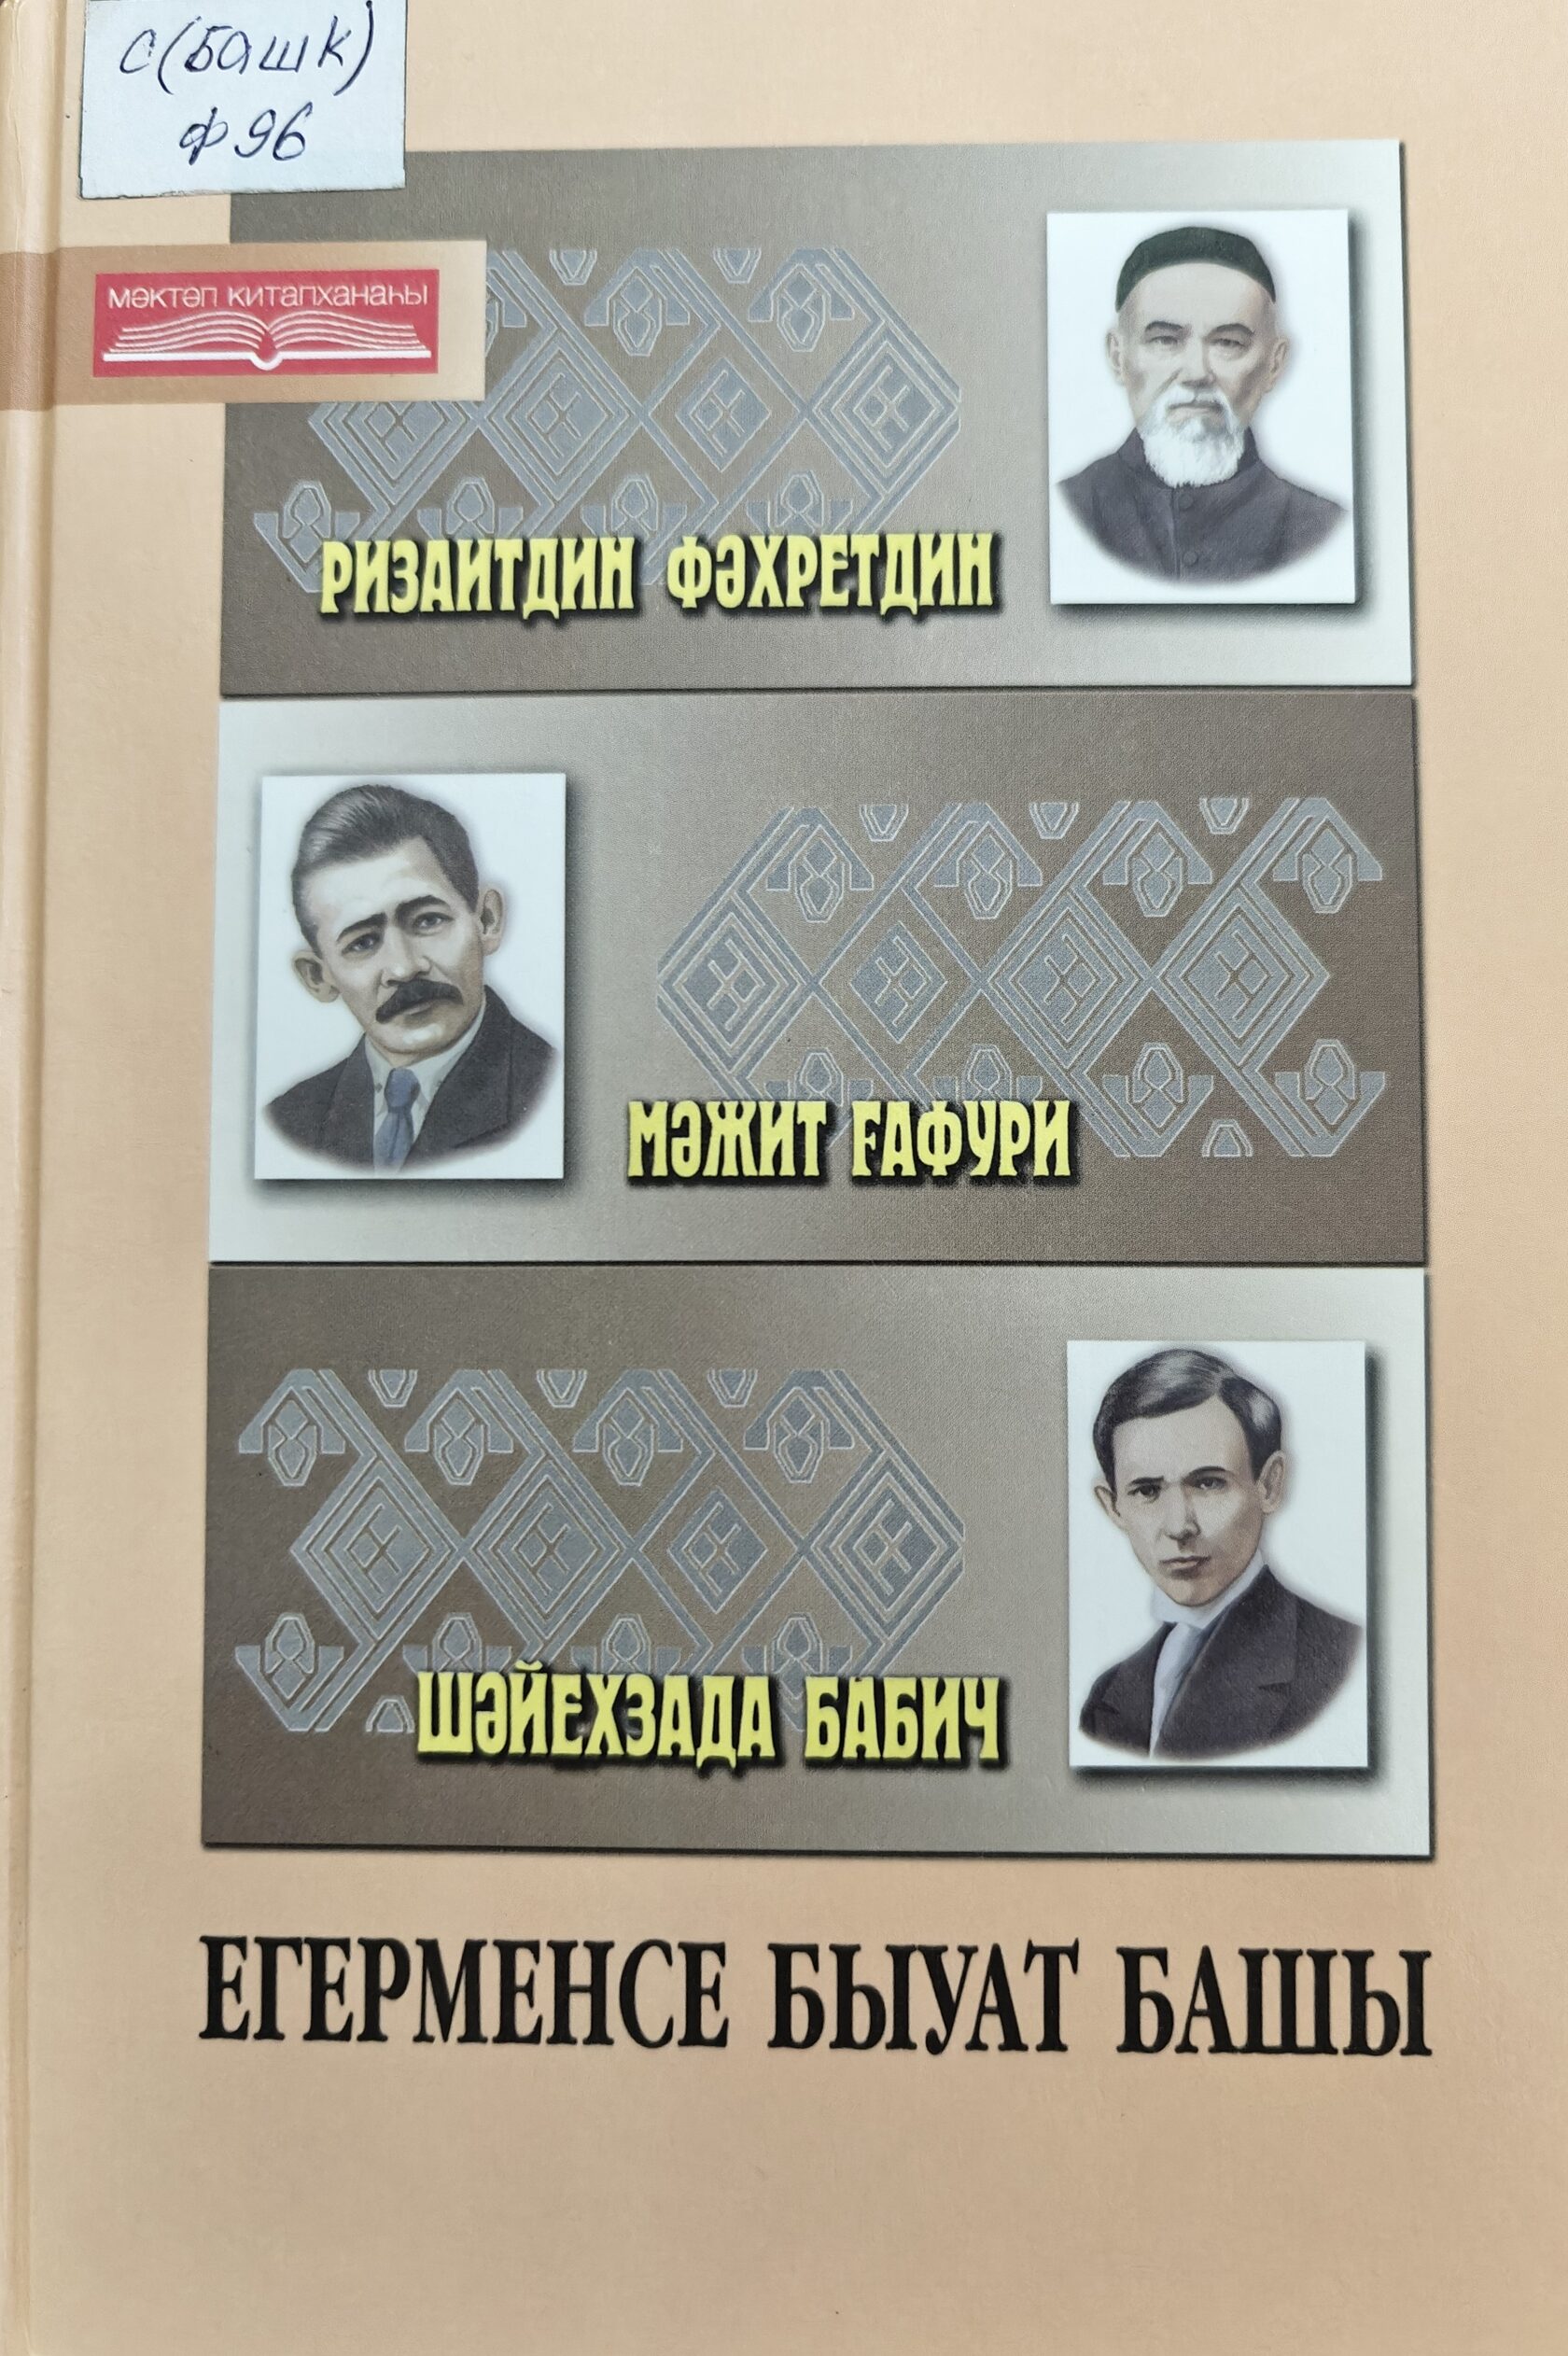 С(Башк)
Ф96
мәктәп китапханаһы
РИЗАИТДИН ФӘХРЕТДИН
МӘЖИТ ҒАФУРИ
ШӘЙЕХЗАДА БАБИЧ
ЕГЕРМЕНСЕ БЫУАТ БАШЫ